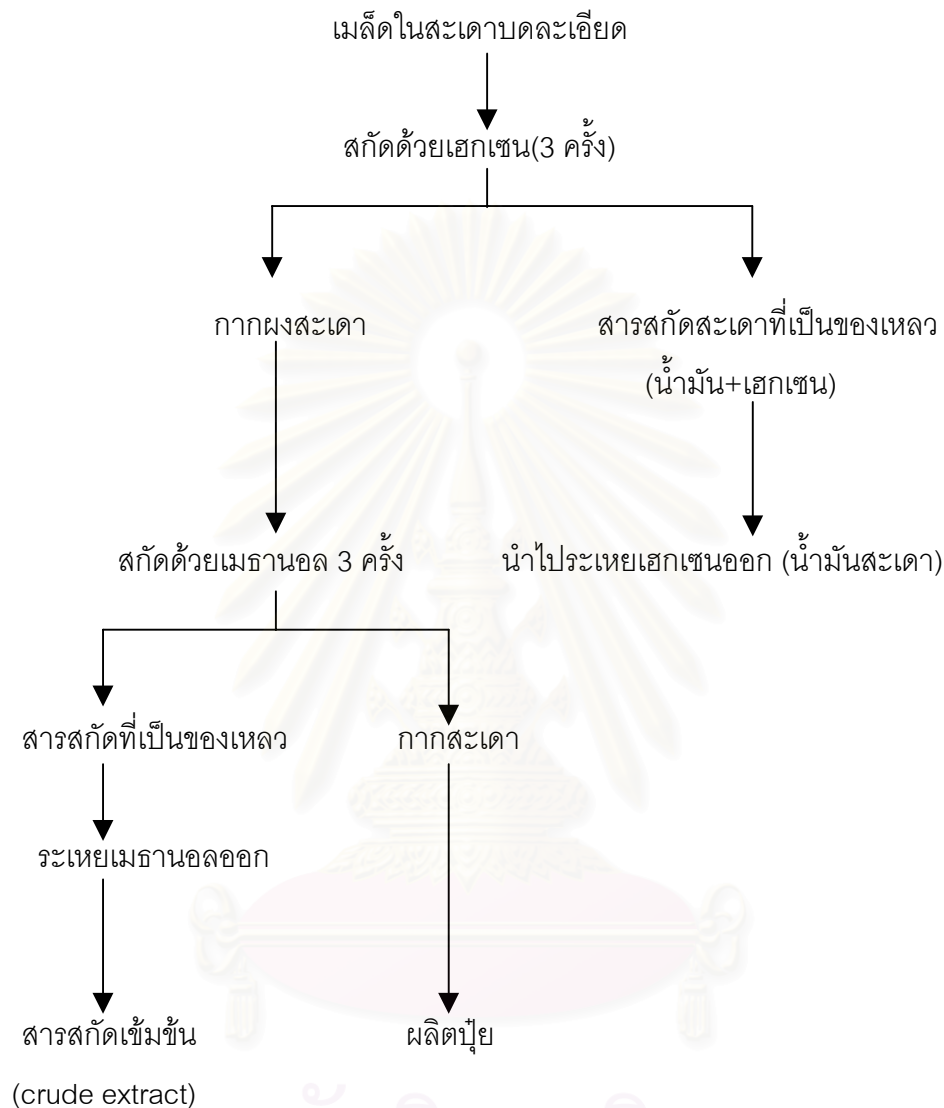 เมล็ดในสะเดาบดละเอียด
สกัดด้วยเฮกเซน(3 ครั้ง)
กากผงสะเดา
สารสกัดสะเดาที่เป็นของเหลว
(น้ำมัน+เฮกเซน)
สกัดด้วยเมธานอล 3 ครั้ง
นำไประเหยเฮกเซนออก (น้ำมันสะเดา)
สารสกัดที่เป็นของเหลว
กากสะเดา
ระเหยเมธานอลออก
สารสกัดเข้มข้น
(crude extract)
ผลิตปุ๋ย